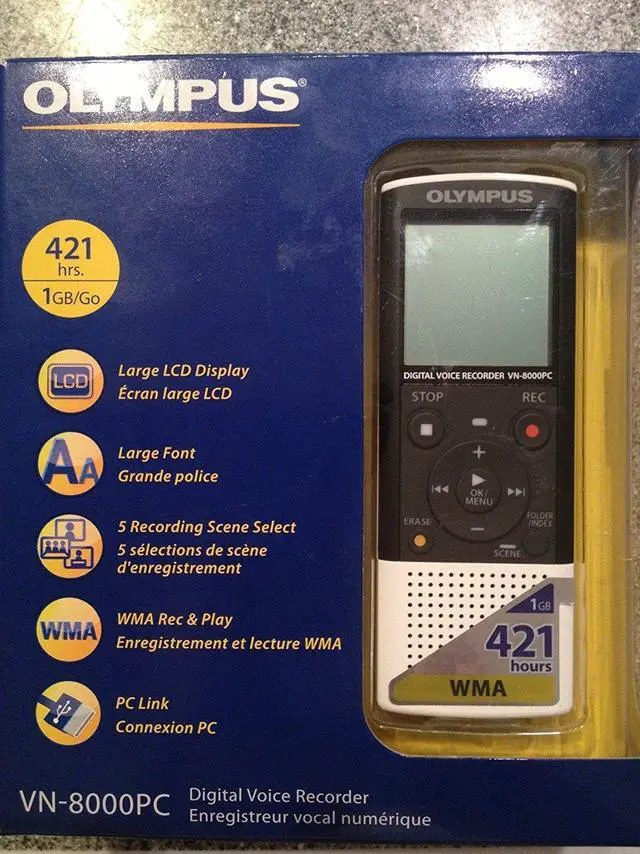 OLYMPUS®
421
hrs.
1GB/Go
LCD
Large LCD Display
Écran large LCD
AA
Large Font
Grande police
5 Recording Scene Select
5 sélections de scène
d'enregistrement
WMA
WMA Rec & Play
Enregistrement et lecture WMA
PC Link
Connexion PC
VN-8000PC
Digital Voice Recorder
Enregistreur vocal numérique
OLYMPUS
DIGITAL VOICE RECORDER VN-8000PC
STOP REC
+
OK/
MENU
−
ERASE
FOLDER
/INDEX
SCENE
1GB
421
hours
WMA